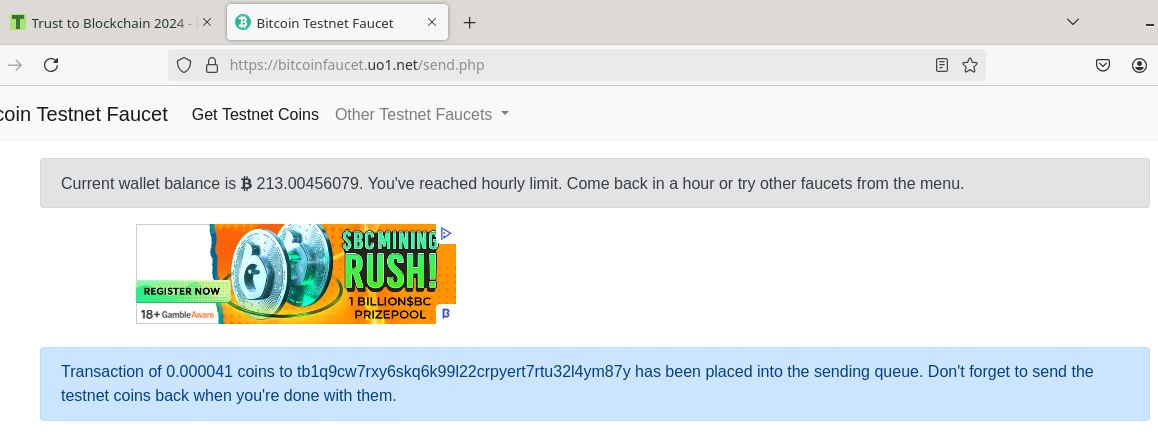 Trust to Blockchain 2024 -
Bitcoin Testnet Faucet
https://bitcoinfaucet.uo1.net/send.php
coin Testnet Faucet
Get Testnet Coins
Other Testnet Faucets
Current wallet balance is ₿ 213.00456079. You've reached hourly limit. Come back in a hour or try other faucets from the menu.
$BC MINING
RUSH!
REGISTER NOW
1 BILLION$BC
PRIZEPOOL
18+ GambleAware
Transaction of 0.000041 coins to tb1q9cw7rxy6skq6k99l22crpyert7rtu32l4ym87y has been placed into the sending queue. Don't forget to send the
testnet coins back when you're done with them.